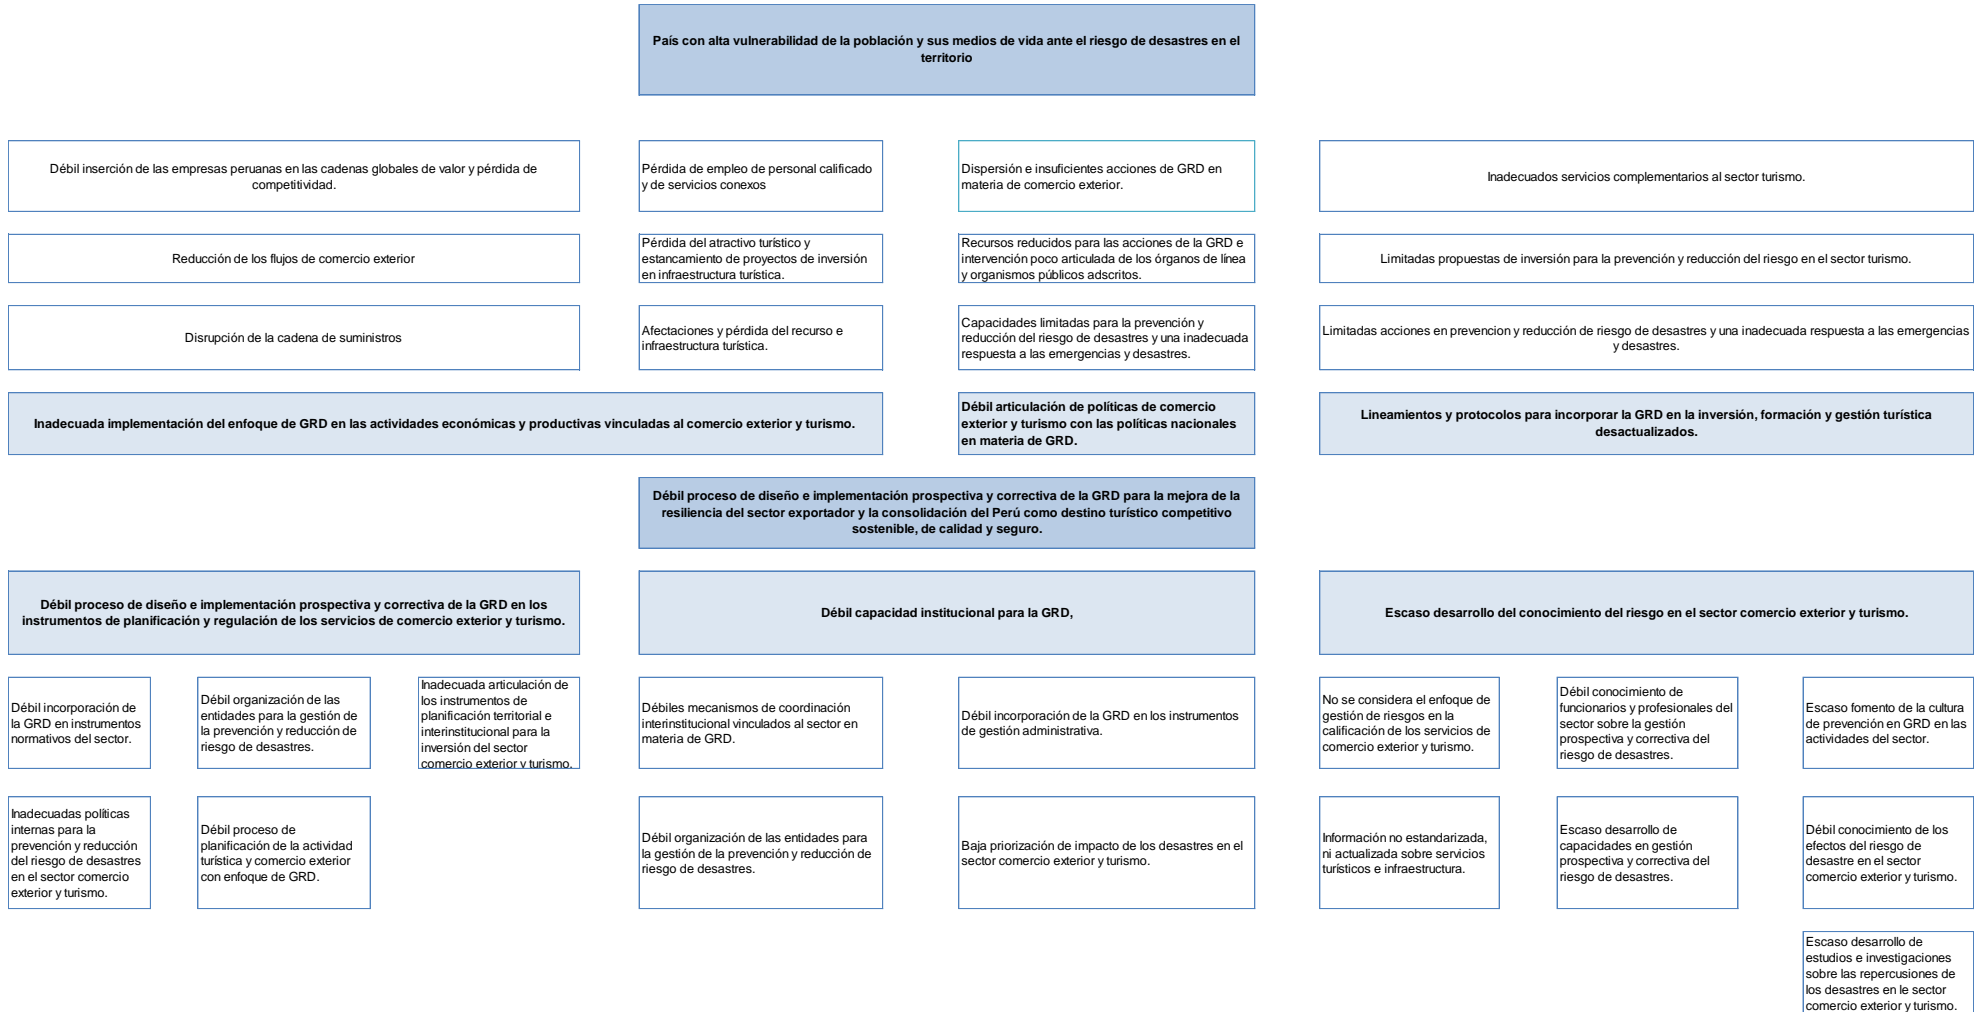 País con alta vulnerabilidad de la población y sus medios de vida ante el riesgo de desastres en el
territorio
Débil inserción de las empresas peruanas en las cadenas globales de valor y pérdida de
competitividad.
Pérdida de empleo de personal calificado
y de servicios conexos
Dispersión e insuficientes acciones de GRD en
materia de comercio exterior.
Inadecuados servicios complementarios al sector turismo.
Reducción de los flujos de comercio exterior
Pérdida del atractivo turístico y
estancamiento de proyectos de inversión
en infraestructura turística.
Recursos reducidos para las acciones de la GRD e
intervención poco articulada de los órganos de línea
y organismos públicos adscritos.
Limitadas propuestas de inversión para la prevención y reducción del riesgo en el sector turismo.
Disrupción de la cadena de suministros
Afectaciones y pérdida del recurso e
infraestructura turística.
Capacidades limitadas para la prevención y
reducción del riesgo de desastres y una inadecuada
respuesta a las emergencias y desastres.
Limitadas acciones en prevencion y reducción de riesgo de desastres y una inadecuada respuesta a las emergencias
y desastres.
Inadecuada implementación del enfoque de GRD en las actividades económicas y productivas vinculadas al comercio exterior y turismo.
Débil articulación de políticas de comercio
exterior y turismo con las políticas nacionales
en materia de GRD.
Lineamientos y protocolos para incorporar la GRD en la inversión, formación y gestión turística
desactualizados.
Débil proceso de diseño e implementación prospectiva y correctiva de la GRD para la mejora de la
resiliencia del sector exportador y la consolidación del Perú como destino turístico competitivo
sostenible, de calidad y seguro.
Débil proceso de diseño e implementación prospectiva y correctiva de la GRD en los
instrumentos de planificación y regulación de los servicios de comercio exterior y turismo.
Débil capacidad institucional para la GRD,
Escaso desarrollo del conocimiento del riesgo en el sector comercio exterior y turismo.
Débil incorporación de
la GRD en instrumentos
normativos del sector.
Débil organización de las
entidades para la gestión de
la prevención y reducción de
riesgo de desastres.
Inadecuada articulación de
los instrumentos de
planificación territorial e
interinstitucional para la
inversión del sector
comercio exterior y turismo.
Débiles mecanismos de coordinación
interinstitucional vinculados al sector en
materia de GRD.
Débil incorporación de la GRD en los instrumentos
de gestión administrativa.
No se considera el enfoque de
gestión de riesgos en la
calificación de los servicios de
comercio exterior y turismo.
Débil conocimiento de
funcionarios y profesionales del
sector sobre la gestión
prospectiva y correctiva del
riesgo de desastres.
Escaso fomento de la cultura
de prevención en GRD en las
actividades del sector.
Inadecuadas políticas
internas para la
prevención y reducción
del riesgo de desastres
en el sector comercio
exterior y turismo.
Débil proceso de
planificación de la actividad
turística y comercio exterior
con enfoque de GRD.
Débil organización de las entidades para
la gestión de la prevención y reducción de
riesgo de desastres.
Baja priorización de impacto de los desastres en el
sector comercio exterior y turismo.
Información no estandarizada,
ni actualizada sobre servicios
turísticos e infraestructura.
Escaso desarrollo de
capacidades en gestión
prospectiva y correctiva del
riesgo de desastres.
Débil conocimiento de los
efectos del riesgo de
desastre en el sector
comercio exterior y turismo.
Escaso desarrollo de
estudios e investigaciones
sobre las repercusiones de
los desastres en le sector
comercio exterior y turismo.